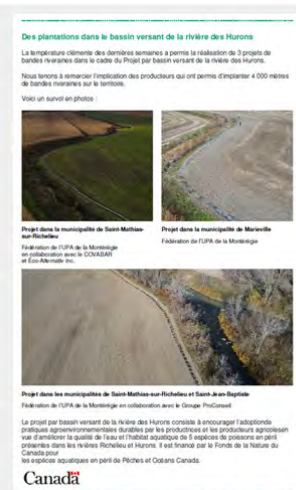 Des plantations dans le bassin versant de la rivière des Hurons
La température clémente des dernières semaines a permis la réalisation de 3 projets de
bandes riveraines dans le cadre du Projet par bassin versant de la rivière des Hurons.
Nous tenons à remercier l'implication des producteurs qui ont permis d'implanter 4 000 mètres
de bandes riveraines sur le territoire.
Voici un survol en photos :
Projet dans la municipalité de Saint-Mathias-
sur-Richelieu
Fédération de l'UPA de la Montérégie
en collaboration avec le COVABAR
et Éco-Alternate inc.
Projet dans la municipalité de Marieville
Fédération de l'UPA de la Montérégie
Projet dans les municipalités de Saint-Mathias-sur-Richelieu et Saint-Jean-Baptiste
Fédération de l'UPA de la Montérégie en collaboration avec le Groupe ProConseil
Le projet par bassin versant de la rivière des Hurons consiste à encourager l'adoptionde
pratiques agroenvironnementales durables par les productrices et les producteurs agricolesen
vue d'améliorer la qualité de l'eau et l'habitat aquatique de 5 espèces de poissons en péril
présentes dans les rivières Richelieu et Hurons. Il est financé par le Fonds de la Nature du
Canada pour
les espèces aquatiques en péril de Pêches et Océans Canada.
Canada